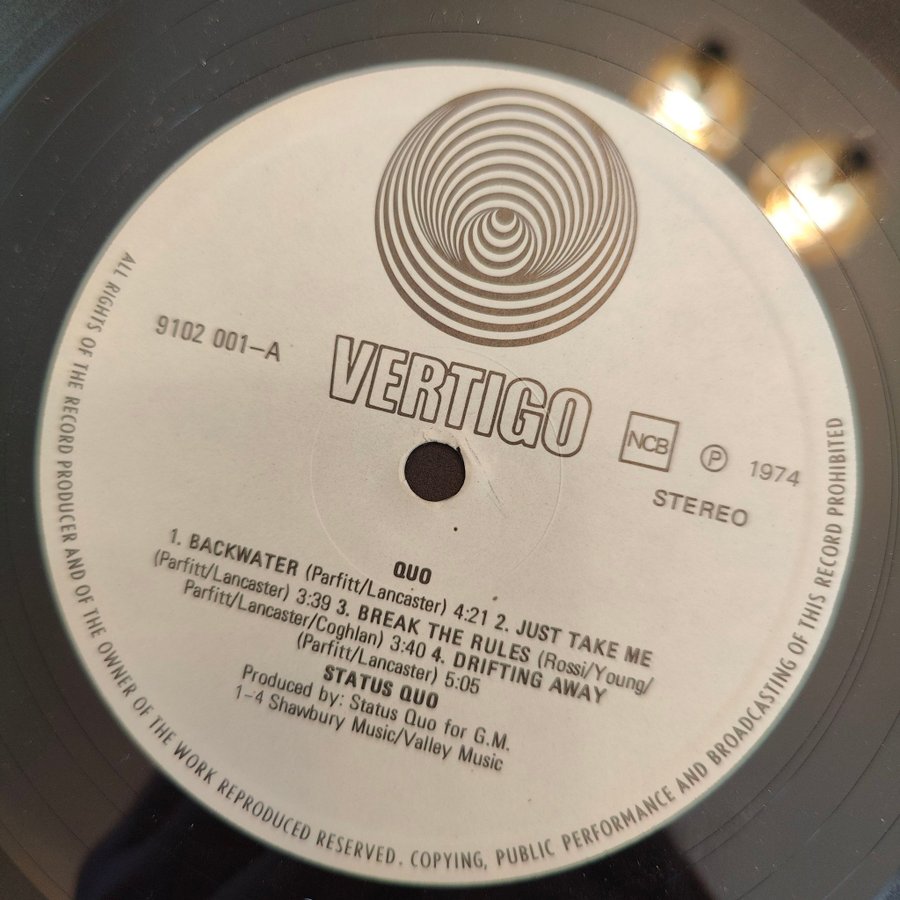 9102 001–A
VERTIGO
NCB
℗ 1974
STEREO
QUO
1. BACKWATER (Parfitt/Lancaster) 4:21 2. JUST TAKE ME
(Parfitt/Lancaster) 3:39 3. BREAK THE RULES (Rossi/Young/
Parfitt/Lancaster/Coghlan) 3:40 4. DRIFTING AWAY
(Parfitt/Lancaster) 5:05
STATUS QUO
Produced by: Status Quo for G.M.
1–4 Shawbury Music/Valley Music
ALL RIGHTS OF THE RECORD PRODUCER AND OF THE OWNER OF THE WORK REPRODUCED RESERVED. COPYING, PUBLIC PERFORMANCE AND BROADCASTING OF THIS RECORD PROHIBITED